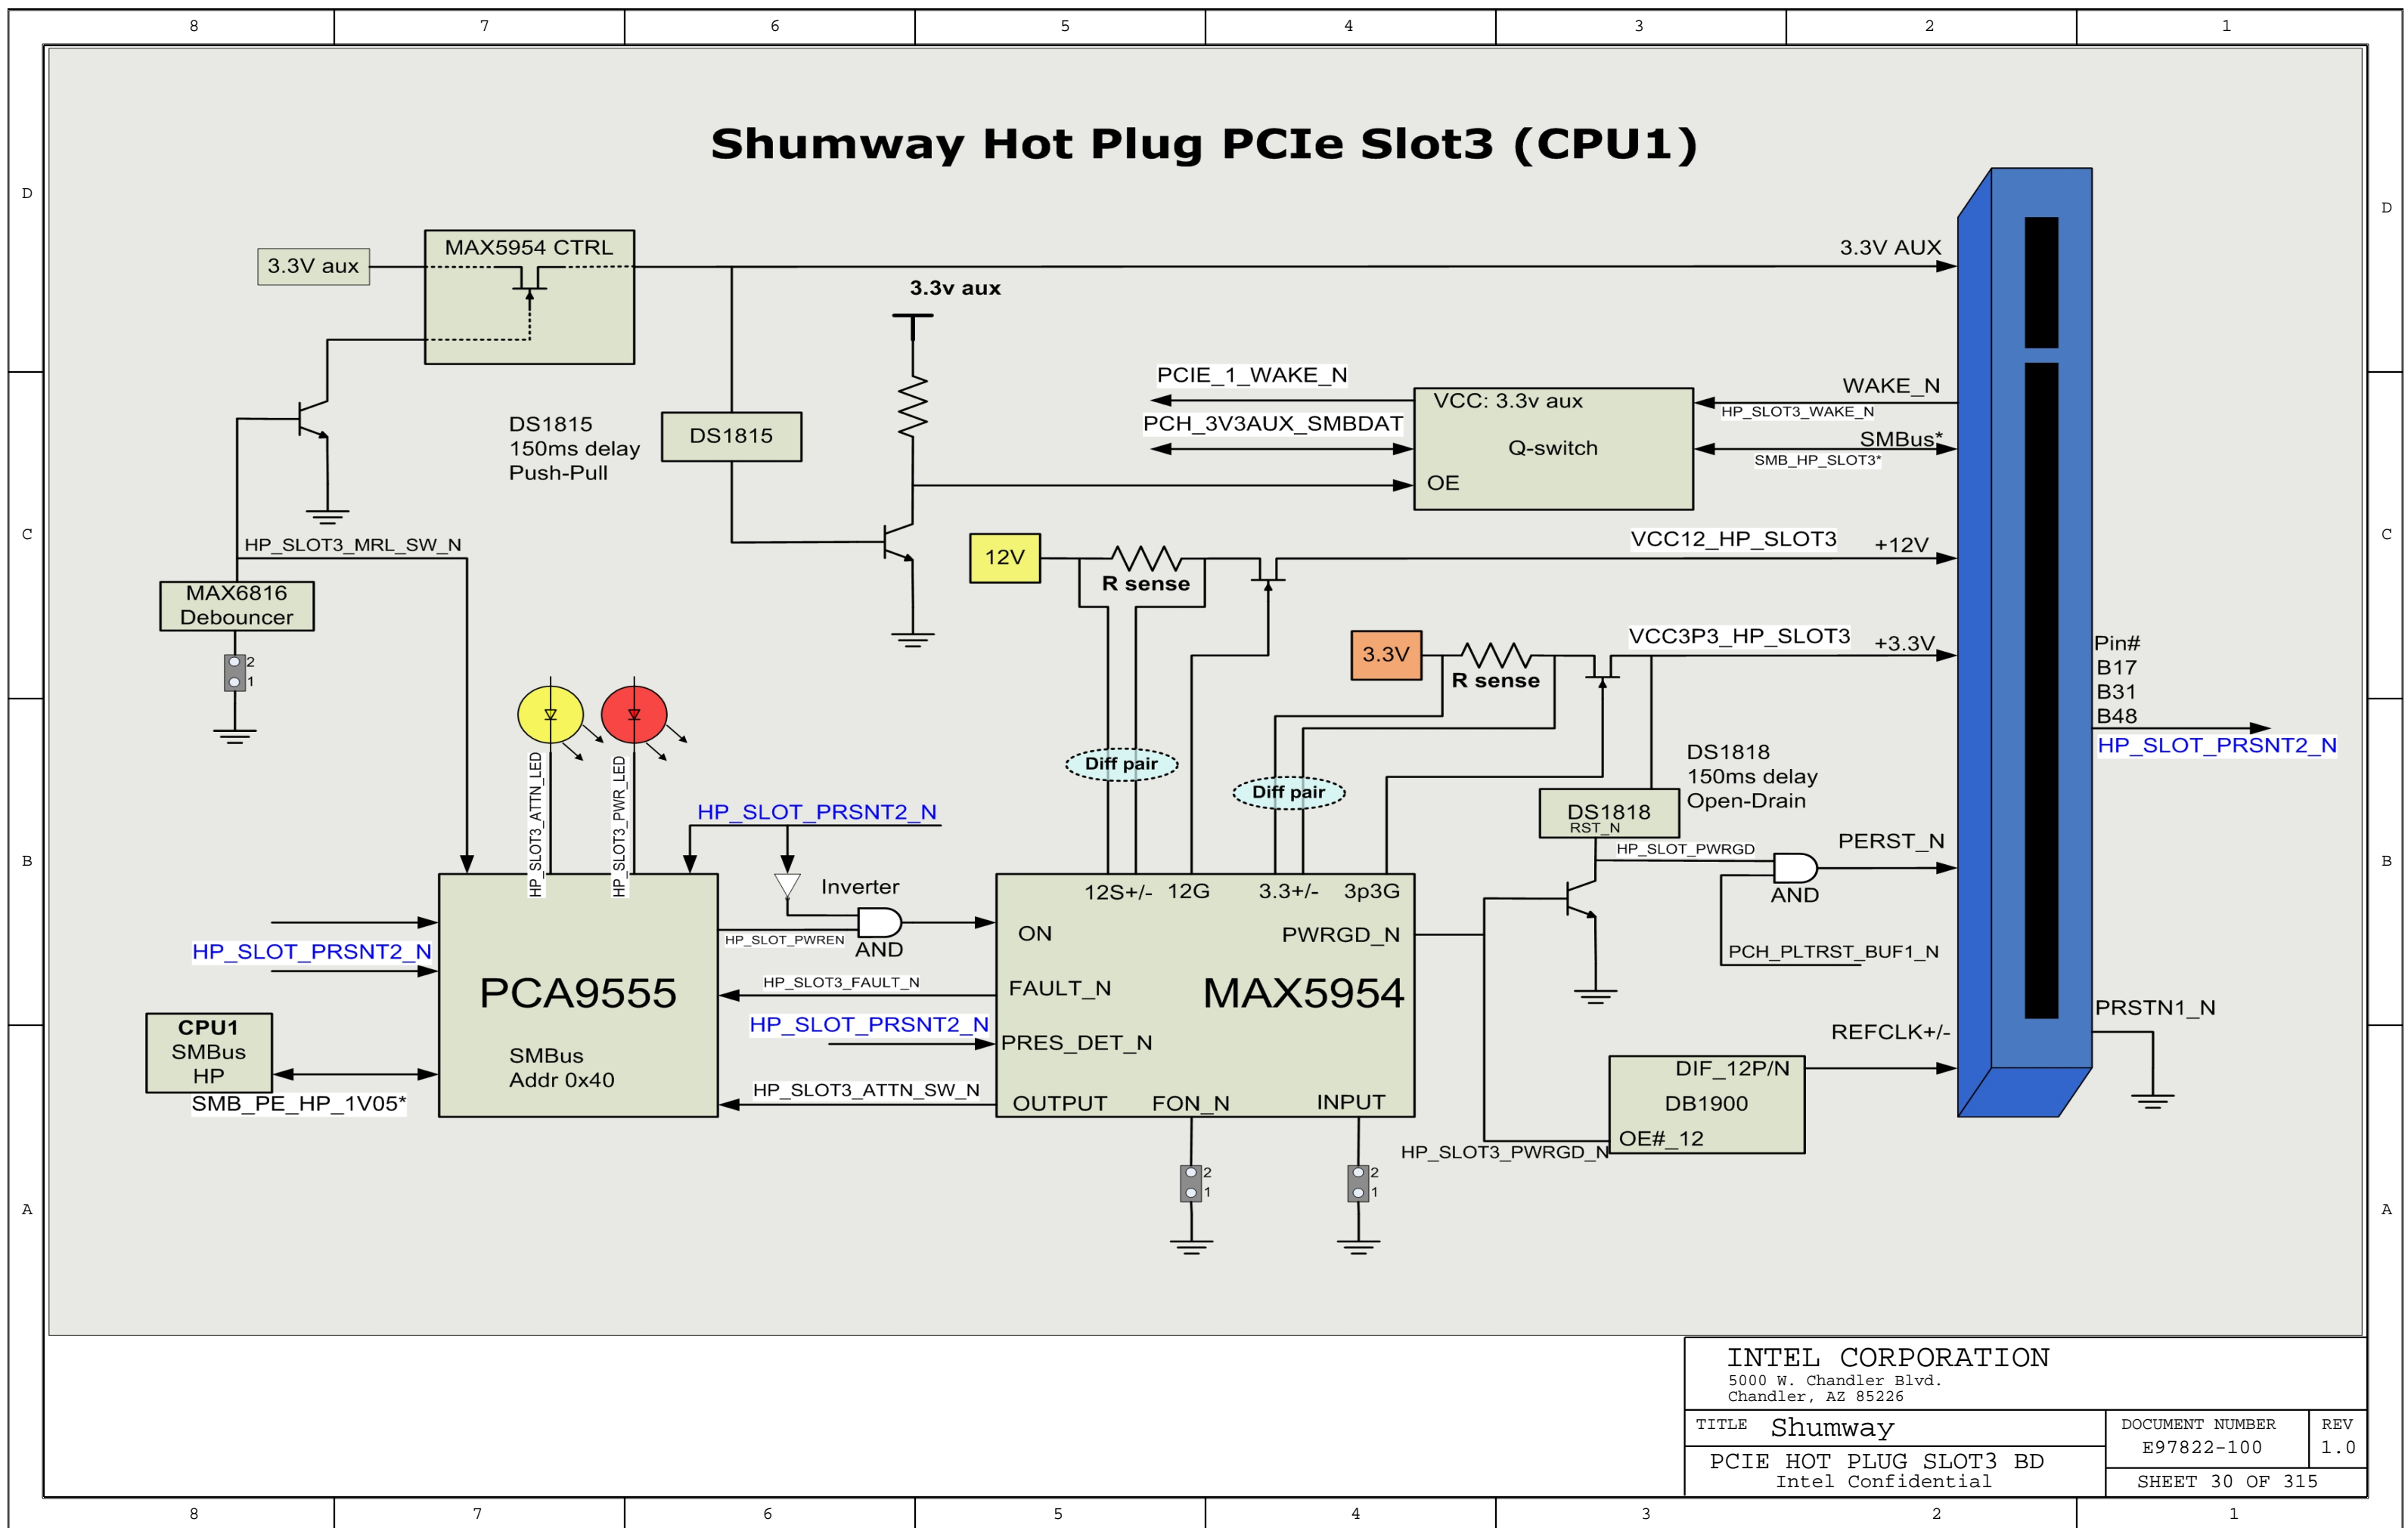 8 7 6 5 4 3 2 1
Shumway Hot Plug PCIe Slot3 (CPU1)
D
D
3.3V aux
MAX5954 CTRL
3.3V AUX
3.3v aux
PCIE_1_WAKE_N
VCC: 3.3v aux
WAKE_N
HP_SLOT3_WAKE_N
DS1815
150ms delay
Push-Pull
DS1815
PCH_3V3AUX_SMBDAT
Q-switch
SMBus*
SMB_HP_SLOT3*
OE
C
C
HP_SLOT3_MRL_SW_N
12V
R sense
VCC12_HP_SLOT3
+12V
MAX6816
Debouncer
2
1
3.3V
R sense
VCC3P3_HP_SLOT3
+3.3V
Pin#
B17
B31
B48
HP_SLOT_PRSNT2_N
HP_SLOT3_ATTN_LED
HP_SLOT3_PWR_LED
Diff pair
Diff pair
DS1818
150ms delay
Open-Drain
DS1818
RST_N
HP_SLOT_PRSNT2_N
B
B
HP_SLOT_PWRGD
PERST_N
AND
Inverter
12S+/- 12G 3.3+/- 3p3G
HP_SLOT_PRSNT2_N
HP_SLOT_PWREN
AND
ON
PWRGD_N
PCH_PLTRST_BUF1_N
PCA9555
HP_SLOT3_FAULT_N
FAULT_N
MAX5954
CPU1
SMBus
HP
SMB_PE_HP_1V05*
SMBus
Addr 0x40
HP_SLOT_PRSNT2_N
PRES_DET_N
HP_SLOT3_ATTN_SW_N
OUTPUT FON_N INPUT
REFCLK+/-
PRSTN1_N
DIF_12P/N
DB1900
OE#_12
HP_SLOT3_PWRGD_N
2
1
2
1
A
A
INTEL CORPORATION
5000 W. Chandler Blvd.
Chandler, AZ 85226
TITLE Shumway
DOCUMENT NUMBER
E97822-100
REV
1.0
PCIE HOT PLUG SLOT3 BD
Intel Confidential
SHEET 30 OF 315
8 7 6 5 4 3 2 1